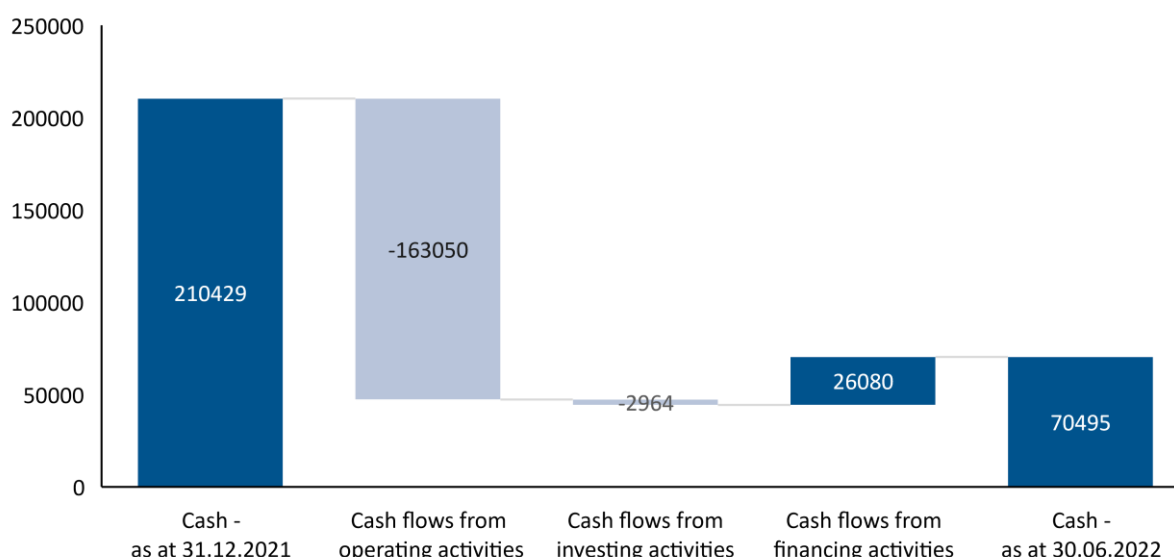 250000
200000
150000
100000
50000
0
210429
-163050
-2964
26080
70495
Cash -
as at 31.12.2021
Cash flows from
operating activities
Cash flows from
investing activities
Cash flows from
financing activities
Cash -
as at 30.06.2022